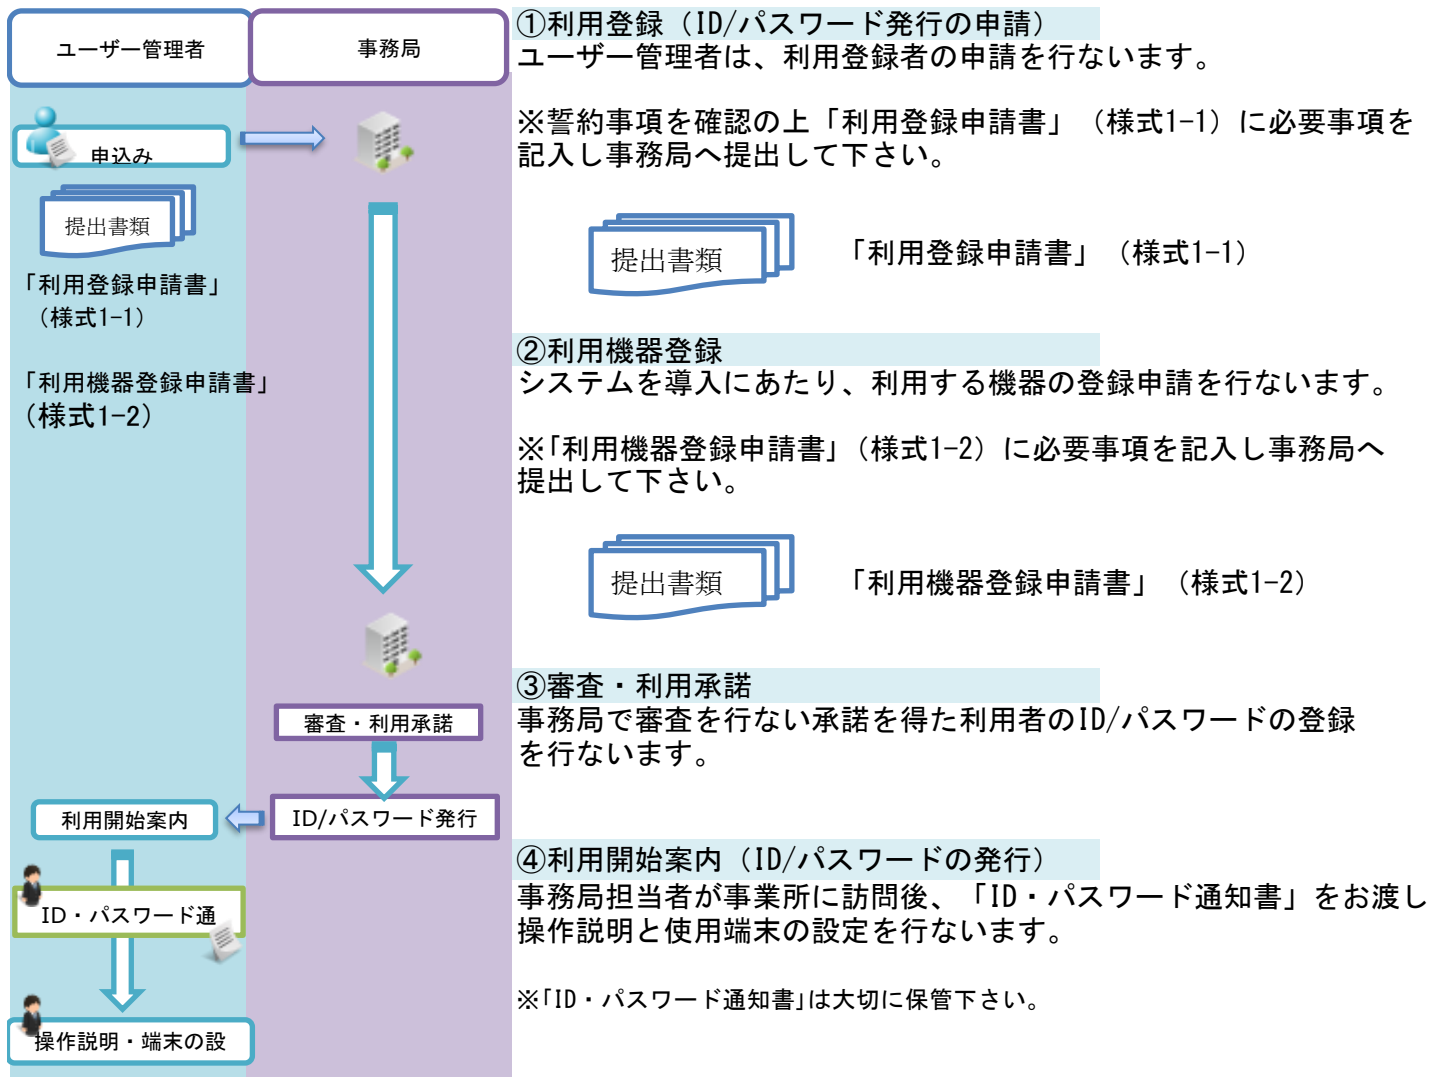 ユーザー管理者
事務局
申込み
提出書類
「利用登録申請書」
（様式1-1）
「利用機器登録申請書」
（様式1-2）
審査・利用承諾
ID/パスワード発行
利用開始案内
ID・パスワード通
操作説明・端末の設
①利用登録（ID/パスワード発行の申請）
ユーザー管理者は、利用登録者の申請を行ないます。
※誓約事項を確認の上「利用登録申請書」（様式1-1）に必要事項を
記入し事務局へ提出して下さい。
提出書類
「利用登録申請書」（様式1-1）
②利用機器登録
システムを導入にあたり、利用する機器の登録申請を行ないます。
※「利用機器登録申請書」（様式1-2）に必要事項を記入し事務局へ
提出して下さい。
提出書類
「利用機器登録申請書」（様式1-2）
③審査・利用承諾
事務局で審査を行ない承諾を得た利用者のID/パスワードの登録
を行ないます。
④利用開始案内（ID/パスワードの発行）
事務局担当者が事業所に訪問後、「ID・パスワード通知書」をお渡し
操作説明と使用端末の設定を行ないます。
※「ID・パスワード通知書」は大切に保管下さい。